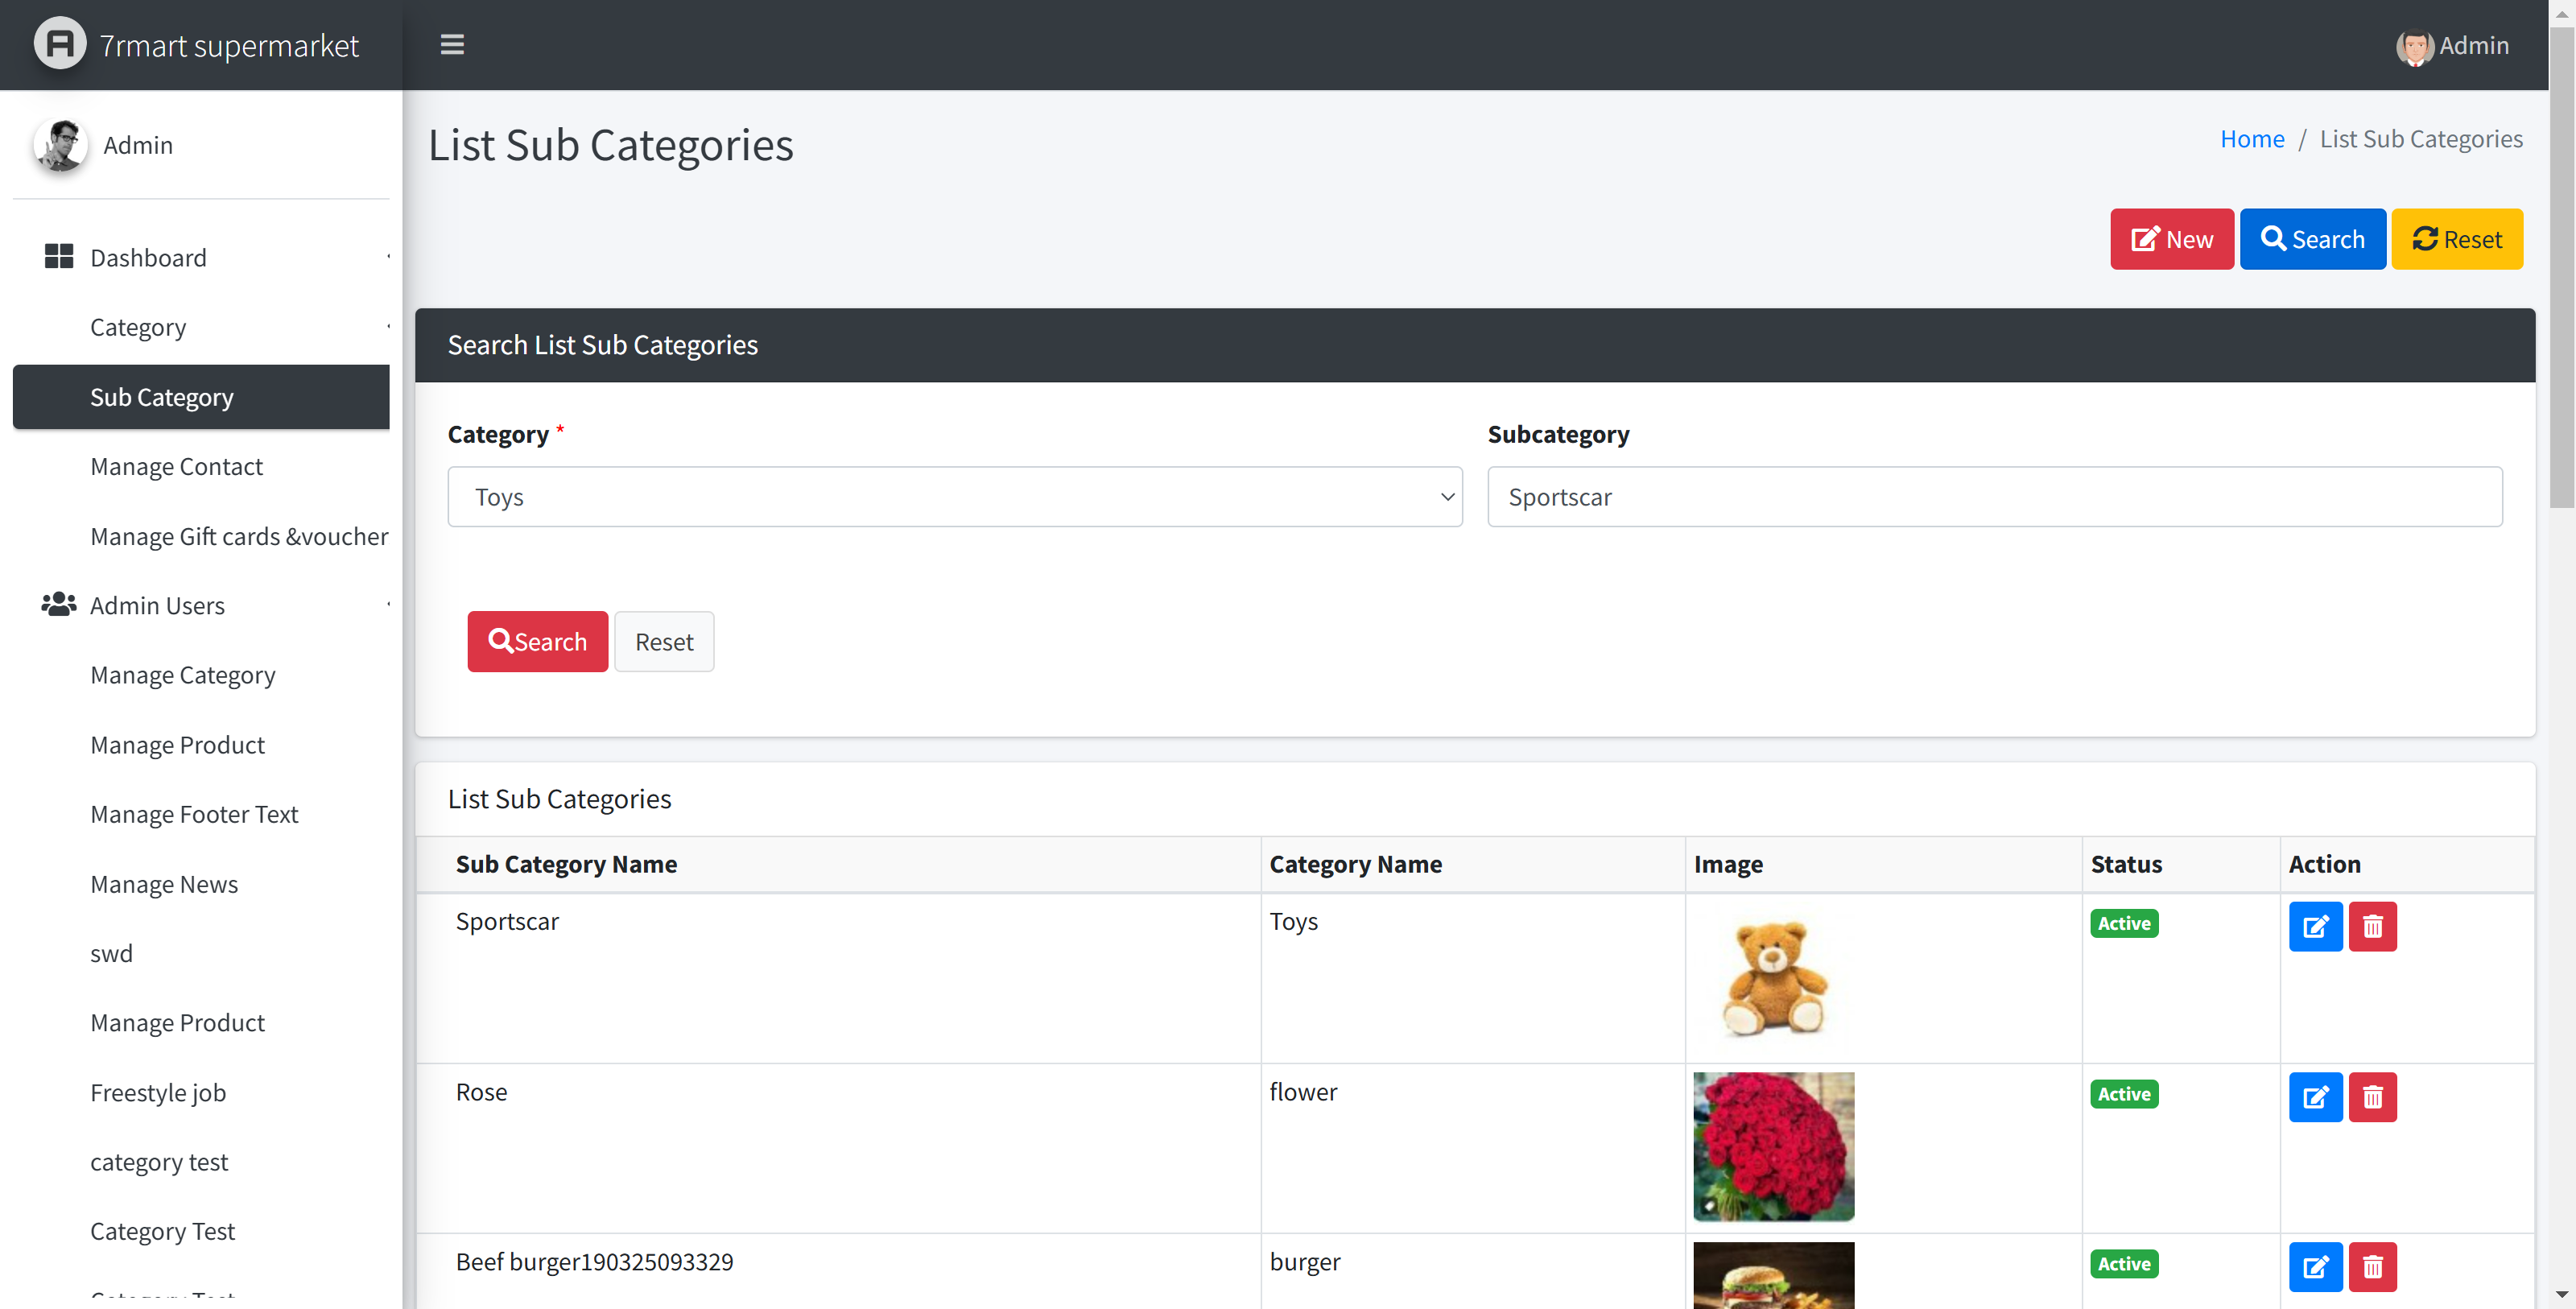 7rmart supermarket
Admin
Admin
List Sub Categories
Home / List Sub Categories
New
Search
Reset
Dashboard
Category
Sub Category
Manage Contact
Manage Gift cards &voucher
Admin Users
Manage Category
Manage Product
Manage Footer Text
Manage News
swd
Manage Product
Freestyle job
category test
Category Test
Category Test
Search List Sub Categories
Category *
Subcategory
Toys
Sportscar
Search
Reset
List Sub Categories
Sub Category Name Category Name Image Status Action
Sportscar Toys Active
Rose flower Active
Beef burger190325093329 burger Active